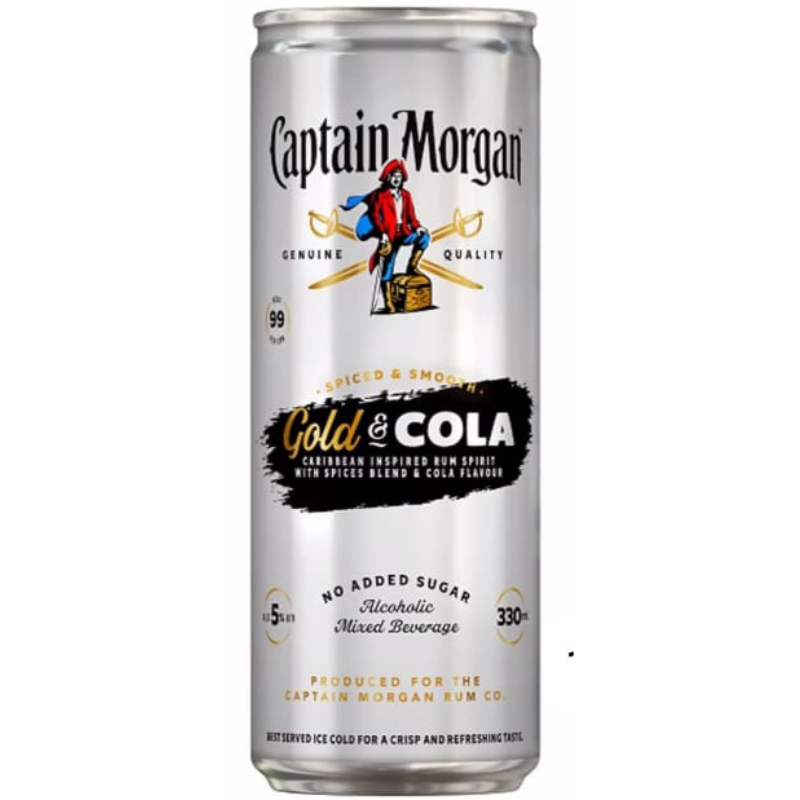 Captain Morgan
GENUINE QUALITY
99
· SPICED & SMOOTH ·
Gold & COLA
CARIBBEAN INSPIRED RUM SPIRIT
WITH SPICES BLEND & COLA FLAVOUR
NO ADDED SUGAR
Alcoholic
Mixed Beverage
5%
330ml
PRODUCED FOR THE
CAPTAIN MORGAN RUM CO.
BEST SERVED ICE COLD FOR A CRISP AND REFRESHING TASTE.